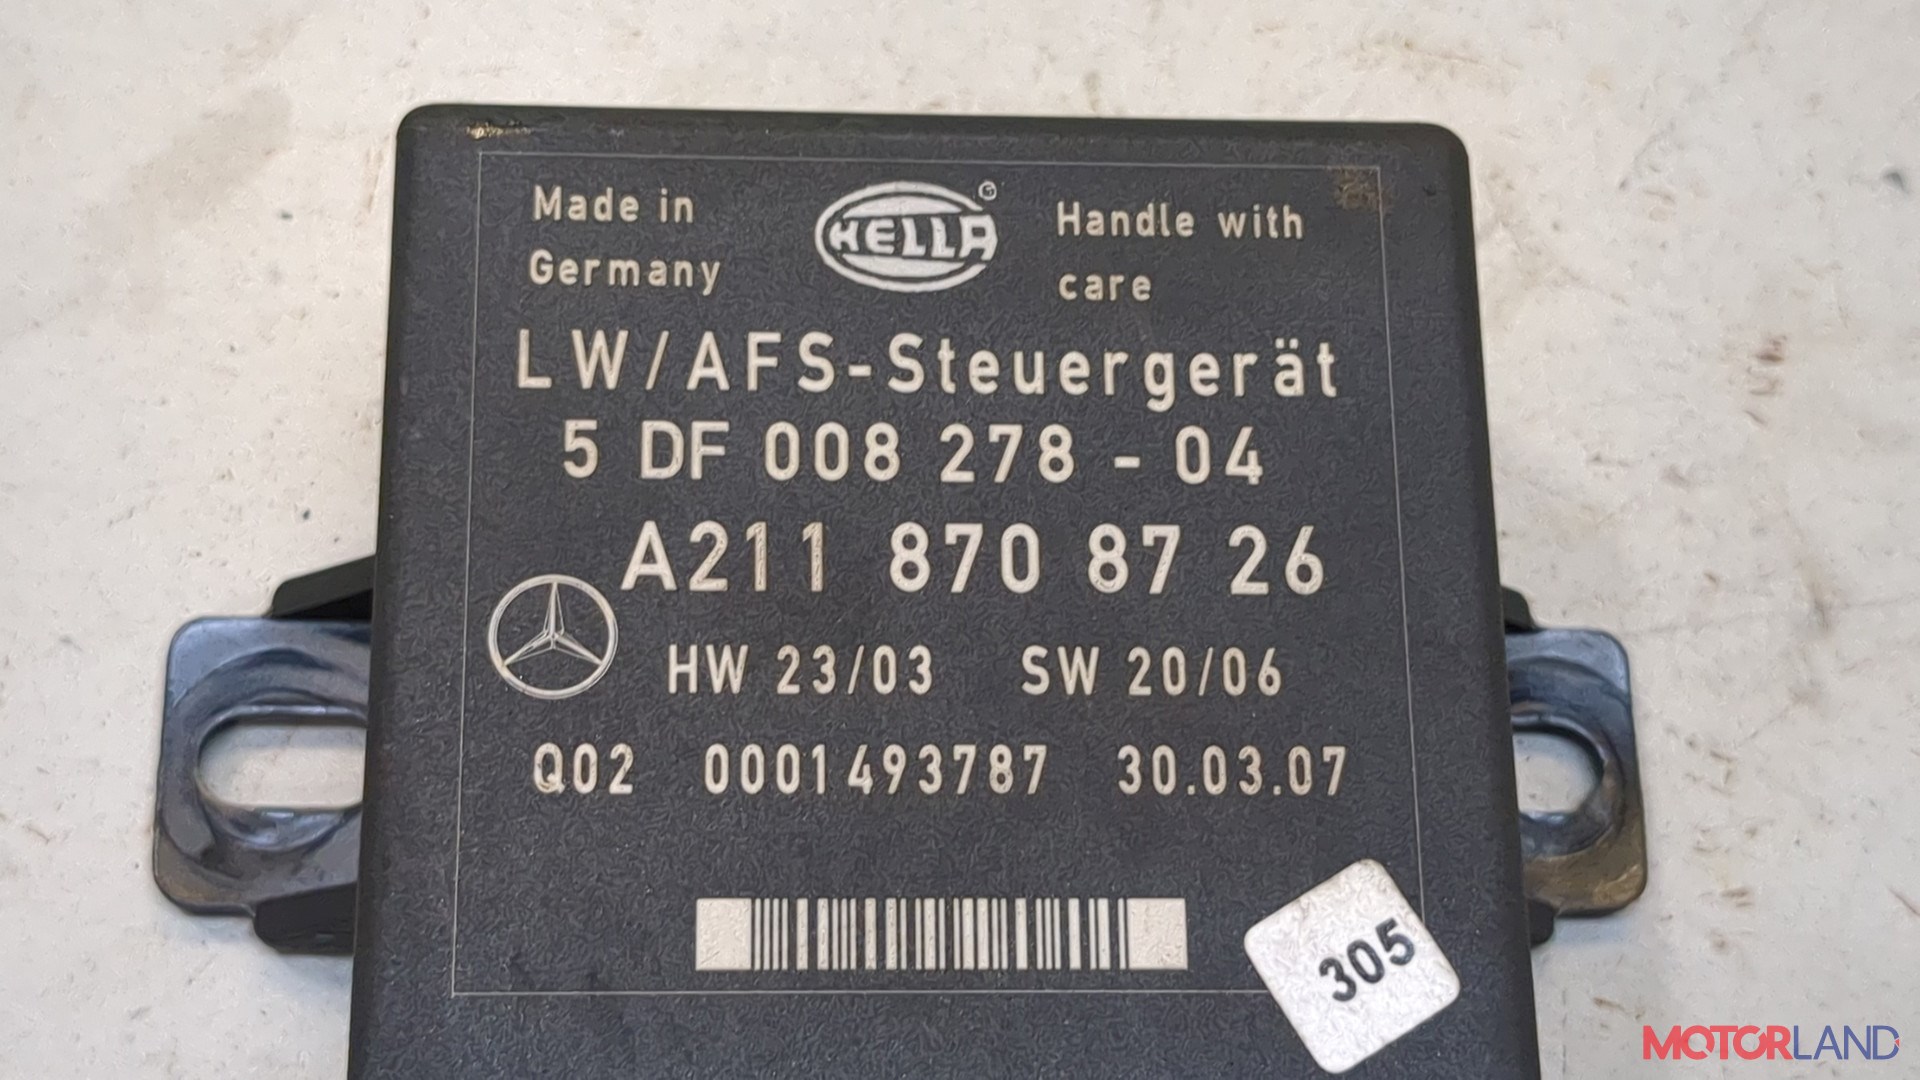 Made in
Germany
HELLA
Handle with
care
LW/AFS-Steuergerät
5 DF 008 278 - 04
A211 870 87 26
HW 23/03 SW 20/06
Q02 0001493787 30.03.07
305
MOTORLAND